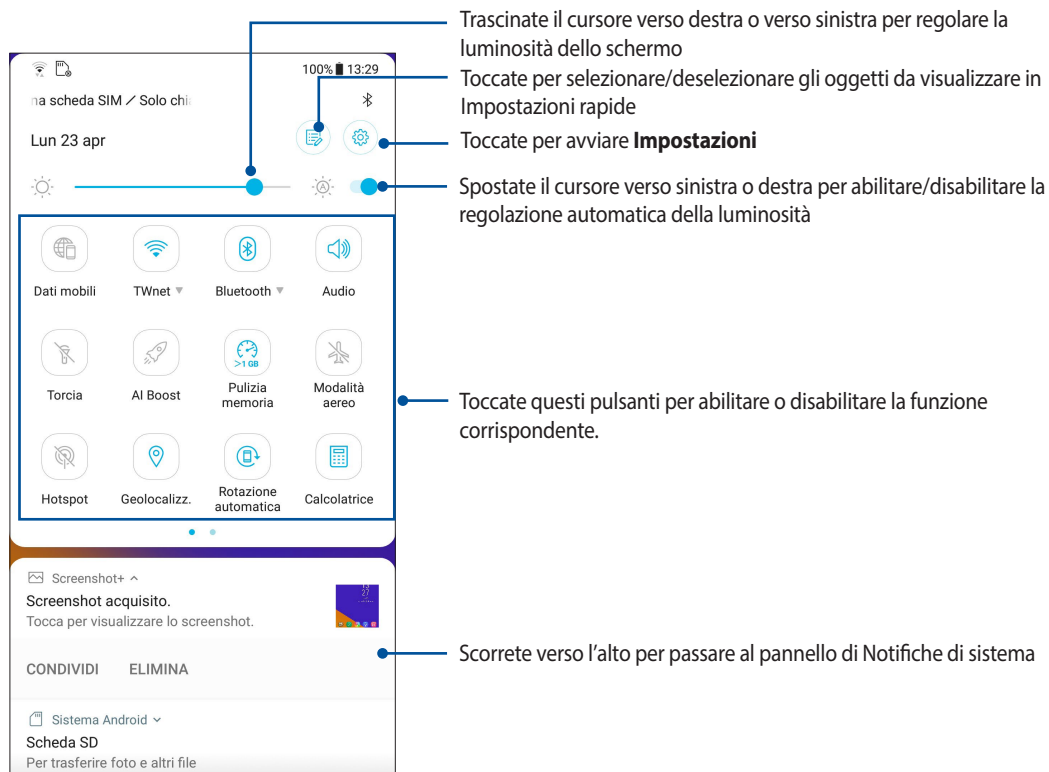 Trascinate il cursore verso destra o verso sinistra per regolare la
luminosità dello schermo
Toccate per selezionare/deselezionare gli oggetti da visualizzare in
Impostazioni rapide
Toccate per avviare Impostazioni
Spostate il cursore verso sinistra o destra per abilitare/disabilitare la
regolazione automatica della luminosità
Toccate questi pulsanti per abilitare o disabilitare la funzione
corrispondente.
Scorrete verso l'alto per passare al pannello di Notifiche di sistema
100% 13:29
na scheda SIM / Solo chi
Lun 23 apr
A
Dati mobili TWnet Bluetooth Audio
>1 GB
Torcia AI Boost Pulizia memoria Modalità aereo
Hotspot Geolocalizz. Rotazione automatica Calcolatrice
Screenshot+
Screenshot acquisito.
Tocca per visualizzare lo screenshot.
13
27
CONDIVIDI ELIMINA
Sistema Android
Scheda SD
Per trasferire foto e altri file